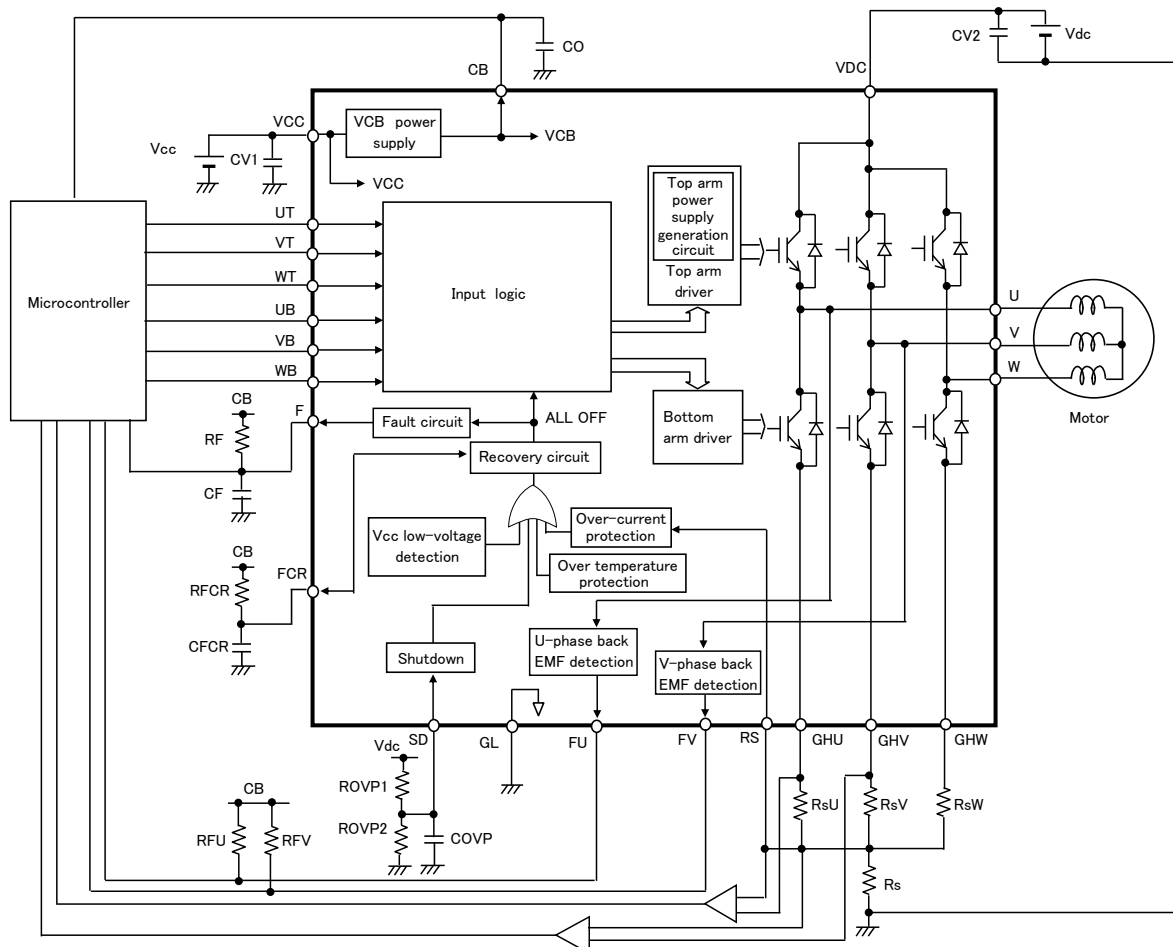 CO
CV2
Vdc
CB
VDC
VCC
VCB power
supply
VCB
Vcc
CV1
VCC
UT
VT
WT
UB
VB
WB
Microcontroller
Input logic
Top arm
power
supply
generation
circuit
Top arm
driver
U
V
W
Motor
Bottom
arm driver
CB
F
Fault circuit
ALL OFF
RF
Recovery circuit
CF
Over-current
protection
Vcc low-voltage
detection
Over temperature
protection
CB
FCR
RFCR
CFCR
Shutdown
U-phase back
EMF detection
V-phase back
EMF detection
SD
GL
FU
FV
RS
GHU
GHV
GHW
Vdc
ROVP1
ROVP2
COVP
CB
RFU
RFV
RsU
RsV
RsW
Rs